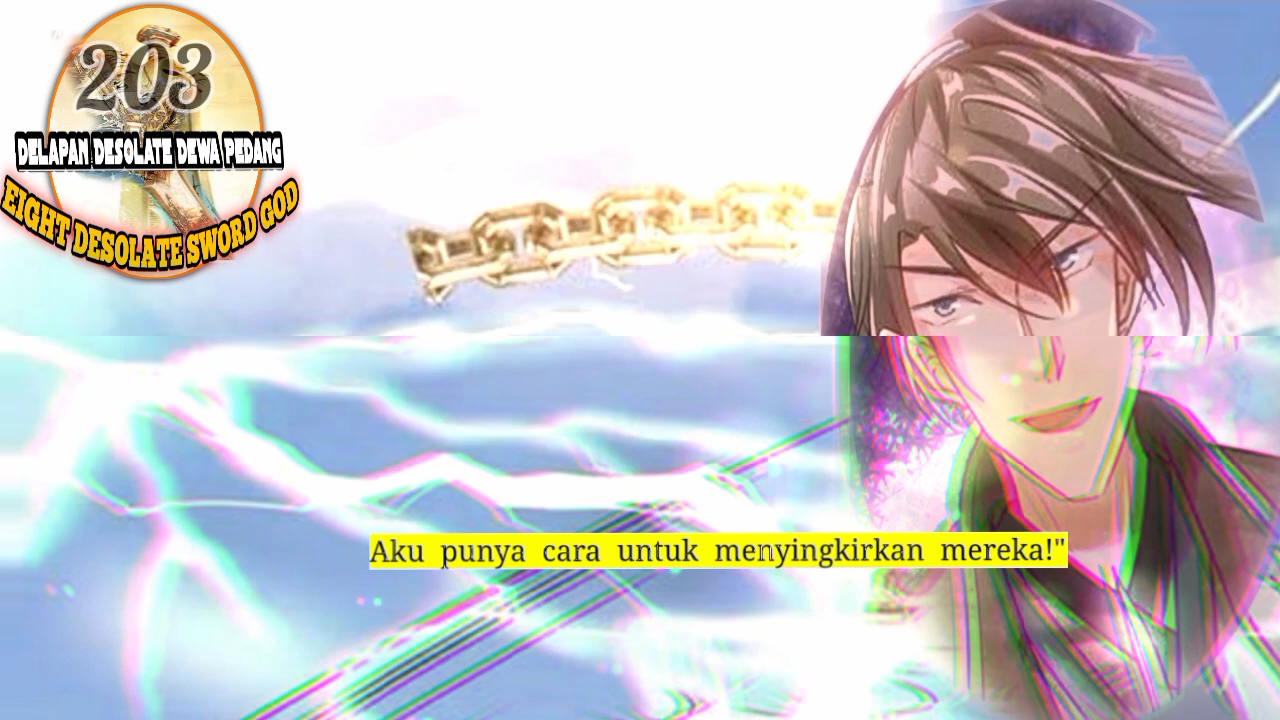 203
DELAPAN DESOLATE DEWA PEDANG
EIGHT DESOLATE SWORD GOD
Aku punya cara untuk menyingkirkan mereka!"